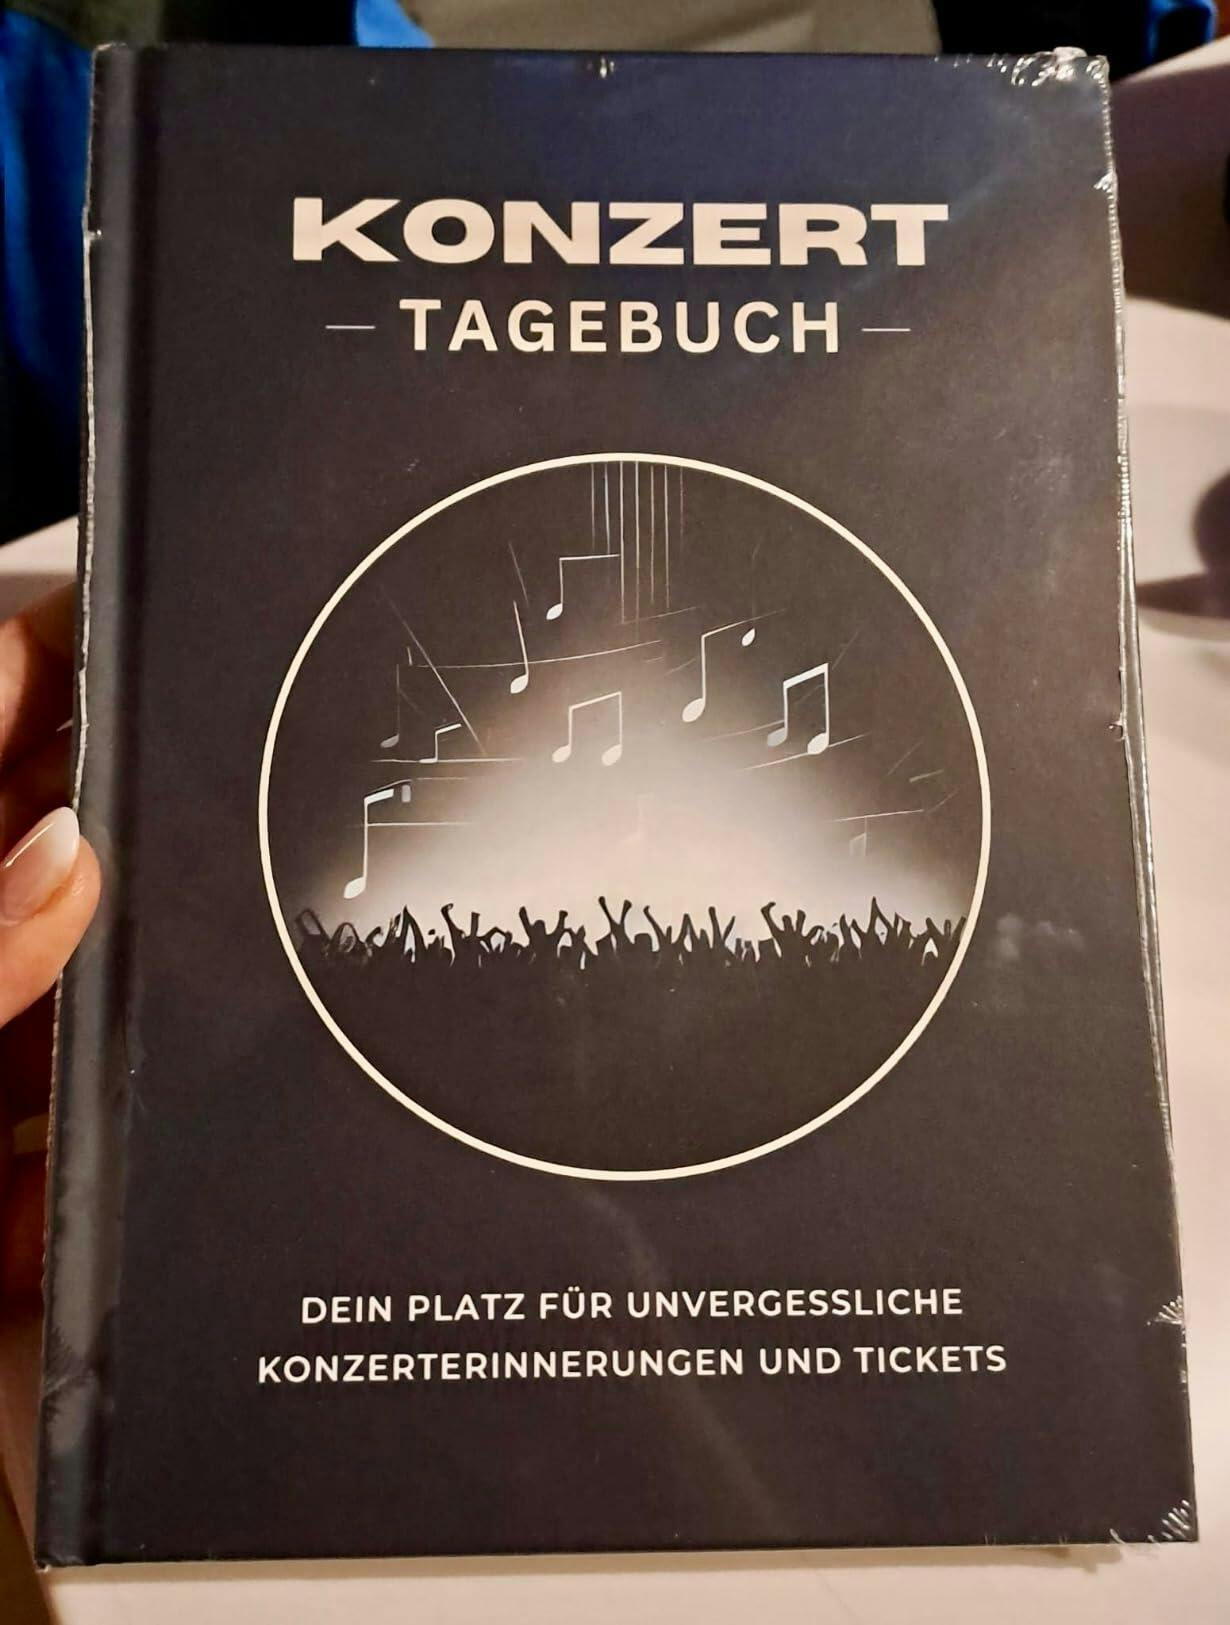 KONZERT
— TAGEBUCH —
DEIN PLATZ FÜR UNVERGESSLICHE
KONZERTERINNERUNGEN UND TICKETS